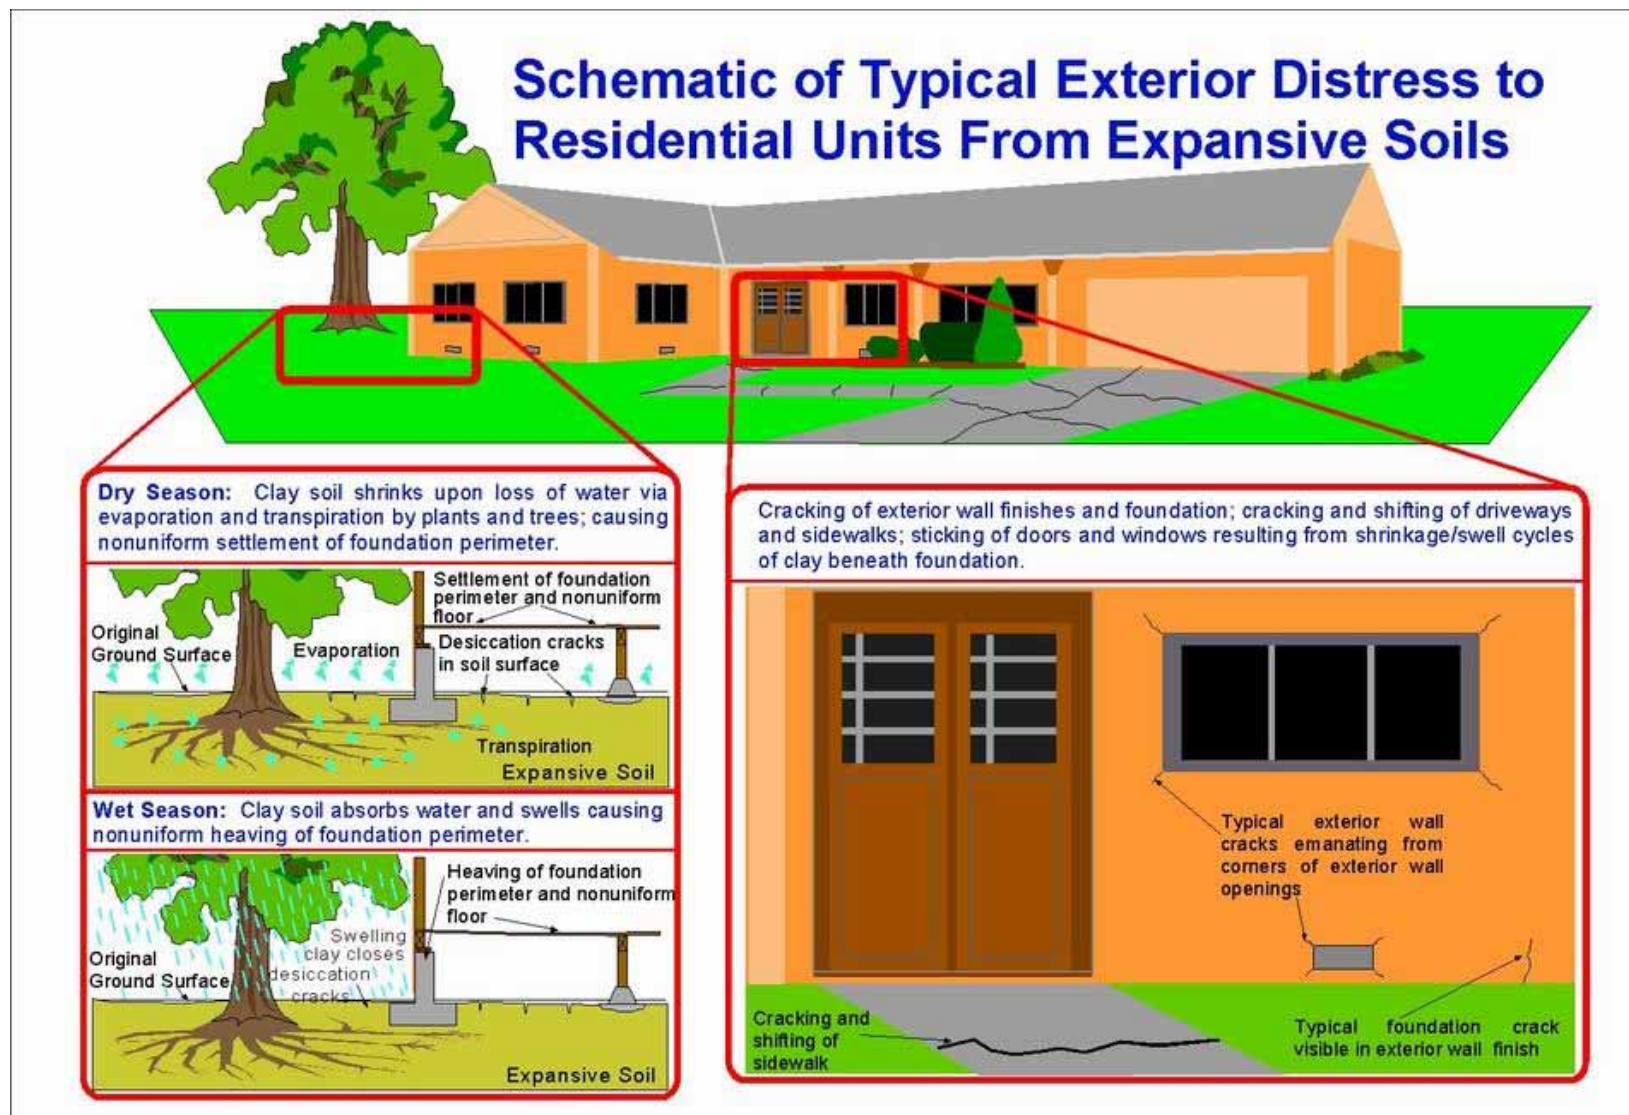 Schematic of Typical Exterior Distress to
Residential Units From Expansive Soils
Dry Season: Clay soil shrinks upon loss of water via
evaporation and transpiration by plants and trees; causing
nonuniform settlement of foundation perimeter.
Original
Ground Surface
Evaporation
Settlement of foundation
perimeter and nonuniform
floor
Desiccation cracks
in soil surface
Transpiration
Expansive Soil
Wet Season: Clay soil absorbs water and swells causing
nonuniform heaving of foundation perimeter.
Heaving of foundation
perimeter and nonuniform
floor
Swelling
clay closes
desiccation
cracks
Original
Ground Surface
Expansive Soil
Cracking of exterior wall finishes and foundation; cracking and shifting of driveways
and sidewalks; sticking of doors and windows resulting from shrinkage/swell cycles
of clay beneath foundation.
Typical exterior wall
cracks emanating from
corners of exterior wall
openings
Cracking and
shifting of
sidewalk
Typical foundation crack
visible in exterior wall finish